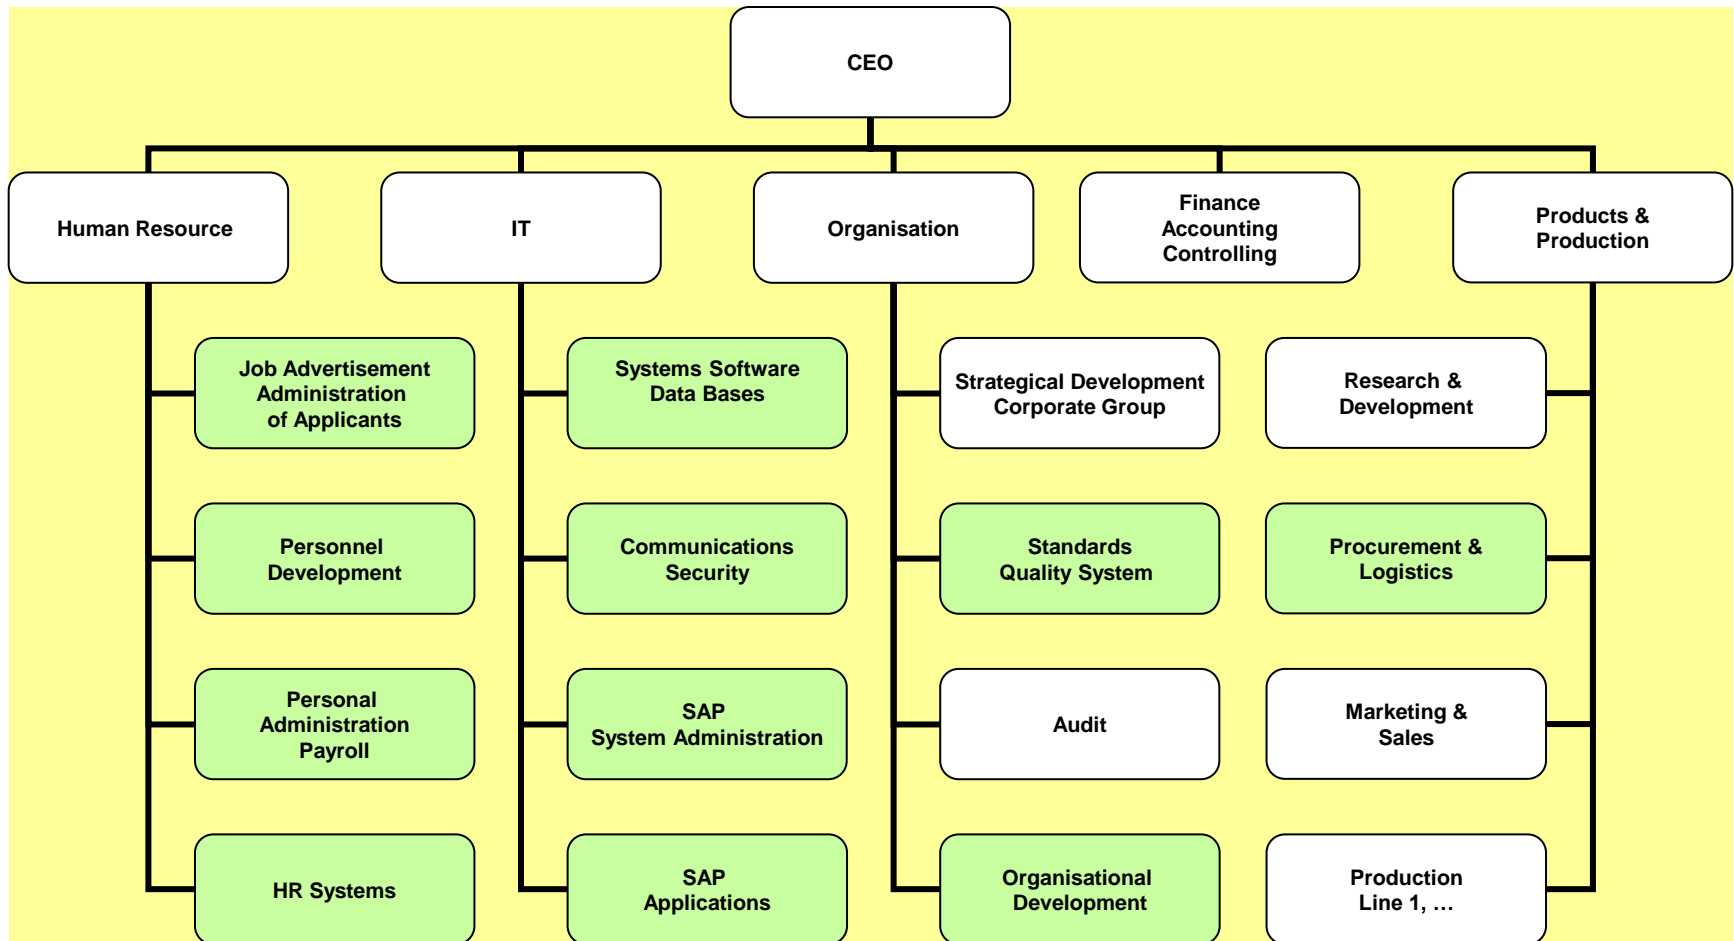 CEO
Human Resource
IT
Organisation
Finance
Accounting
Controlling
Products &
Production
Job Advertisement
Administration
of Applicants
Systems Software
Data Bases
Strategical Development
Corporate Group
Research &
Development
Personnel
Development
Communications
Security
Standards
Quality System
Procurement &
Logistics
Personal
Administration
Payroll
SAP
System Administration
Audit
Marketing &
Sales
HR Systems
SAP
Applications
Organisational
Development
Production
Line 1, …